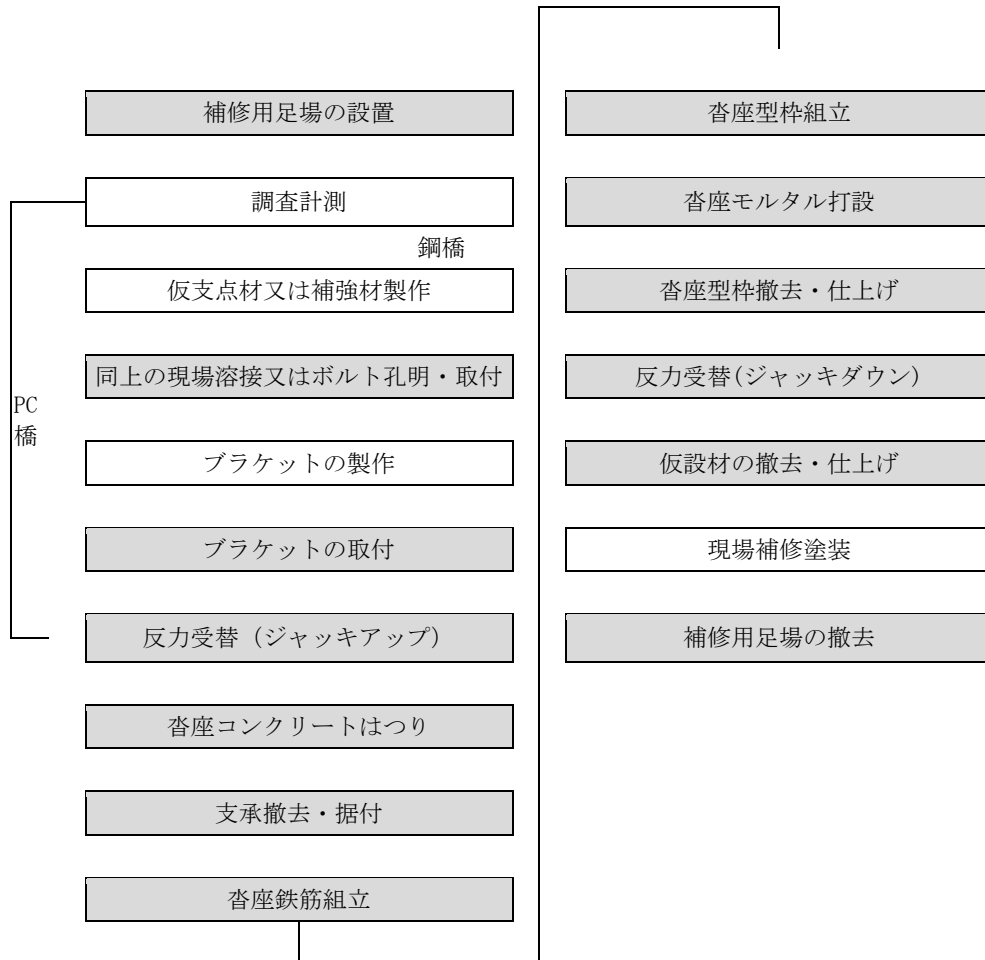 補修用足場の設置
調査計測
鋼橋
仮支点材又は補強材製作
同上の現場溶接又はボルト孔明・取付
PC
橋
ブラケットの製作
ブラケットの取付
反力受替（ジャッキアップ）
沓座コンクリートはつり
支承撤去・据付
沓座鉄筋組立
沓座型枠組立
沓座モルタル打設
沓座型枠撤去・仕上げ
反力受替(ジャッキダウン）
仮設材の撤去・仕上げ
現場補修塗装
補修用足場の撤去